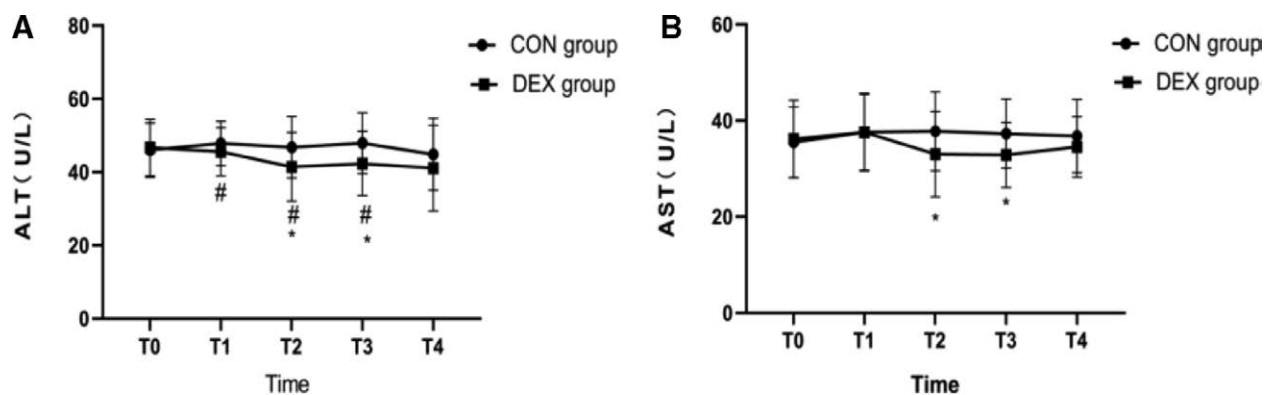 A
80
60
40
20
0
ALT ( U/L)
CON group
DEX group
#
# #
* *
T0 T1 T2 T3 T4
Time
B
60
40
20
0
AST ( U/L)
CON group
DEX group
* *
T0 T1 T2 T3 T4
Time